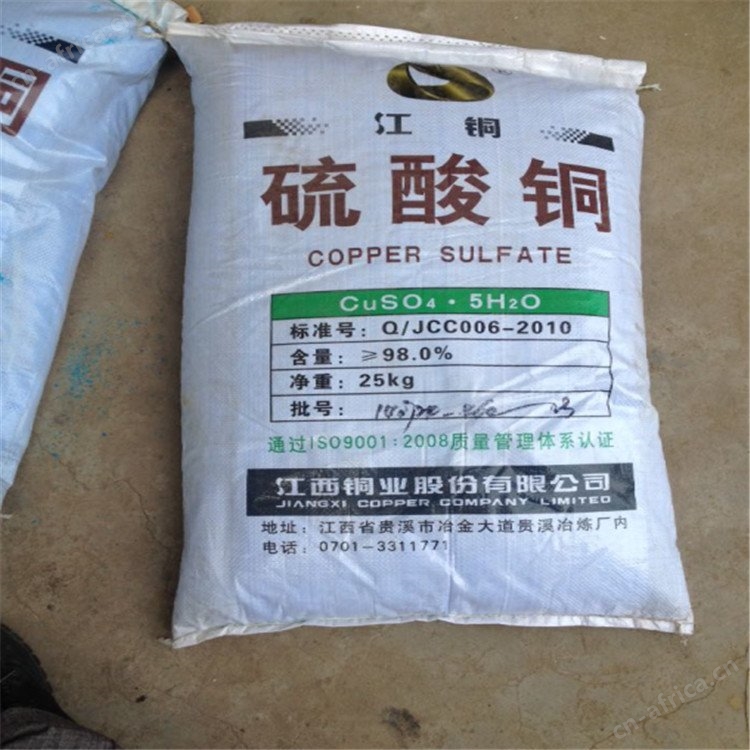 ®
江 铜
硫酸铜
COPPER SULFATE
CuSO₄·5H₂O
标准号: Q/JCC006-2010
含量: ≥98.0%
净重: 25kg
批号:
通过ISO9001:2008质量管理体系认证
江西铜业股份有限公司
JIANGXI COPPER COMPANY LIMITED
地址: 江西省贵溪市冶金大道贵溪冶炼厂内
电话: 0701-3311771
铜
cn-africa.cn